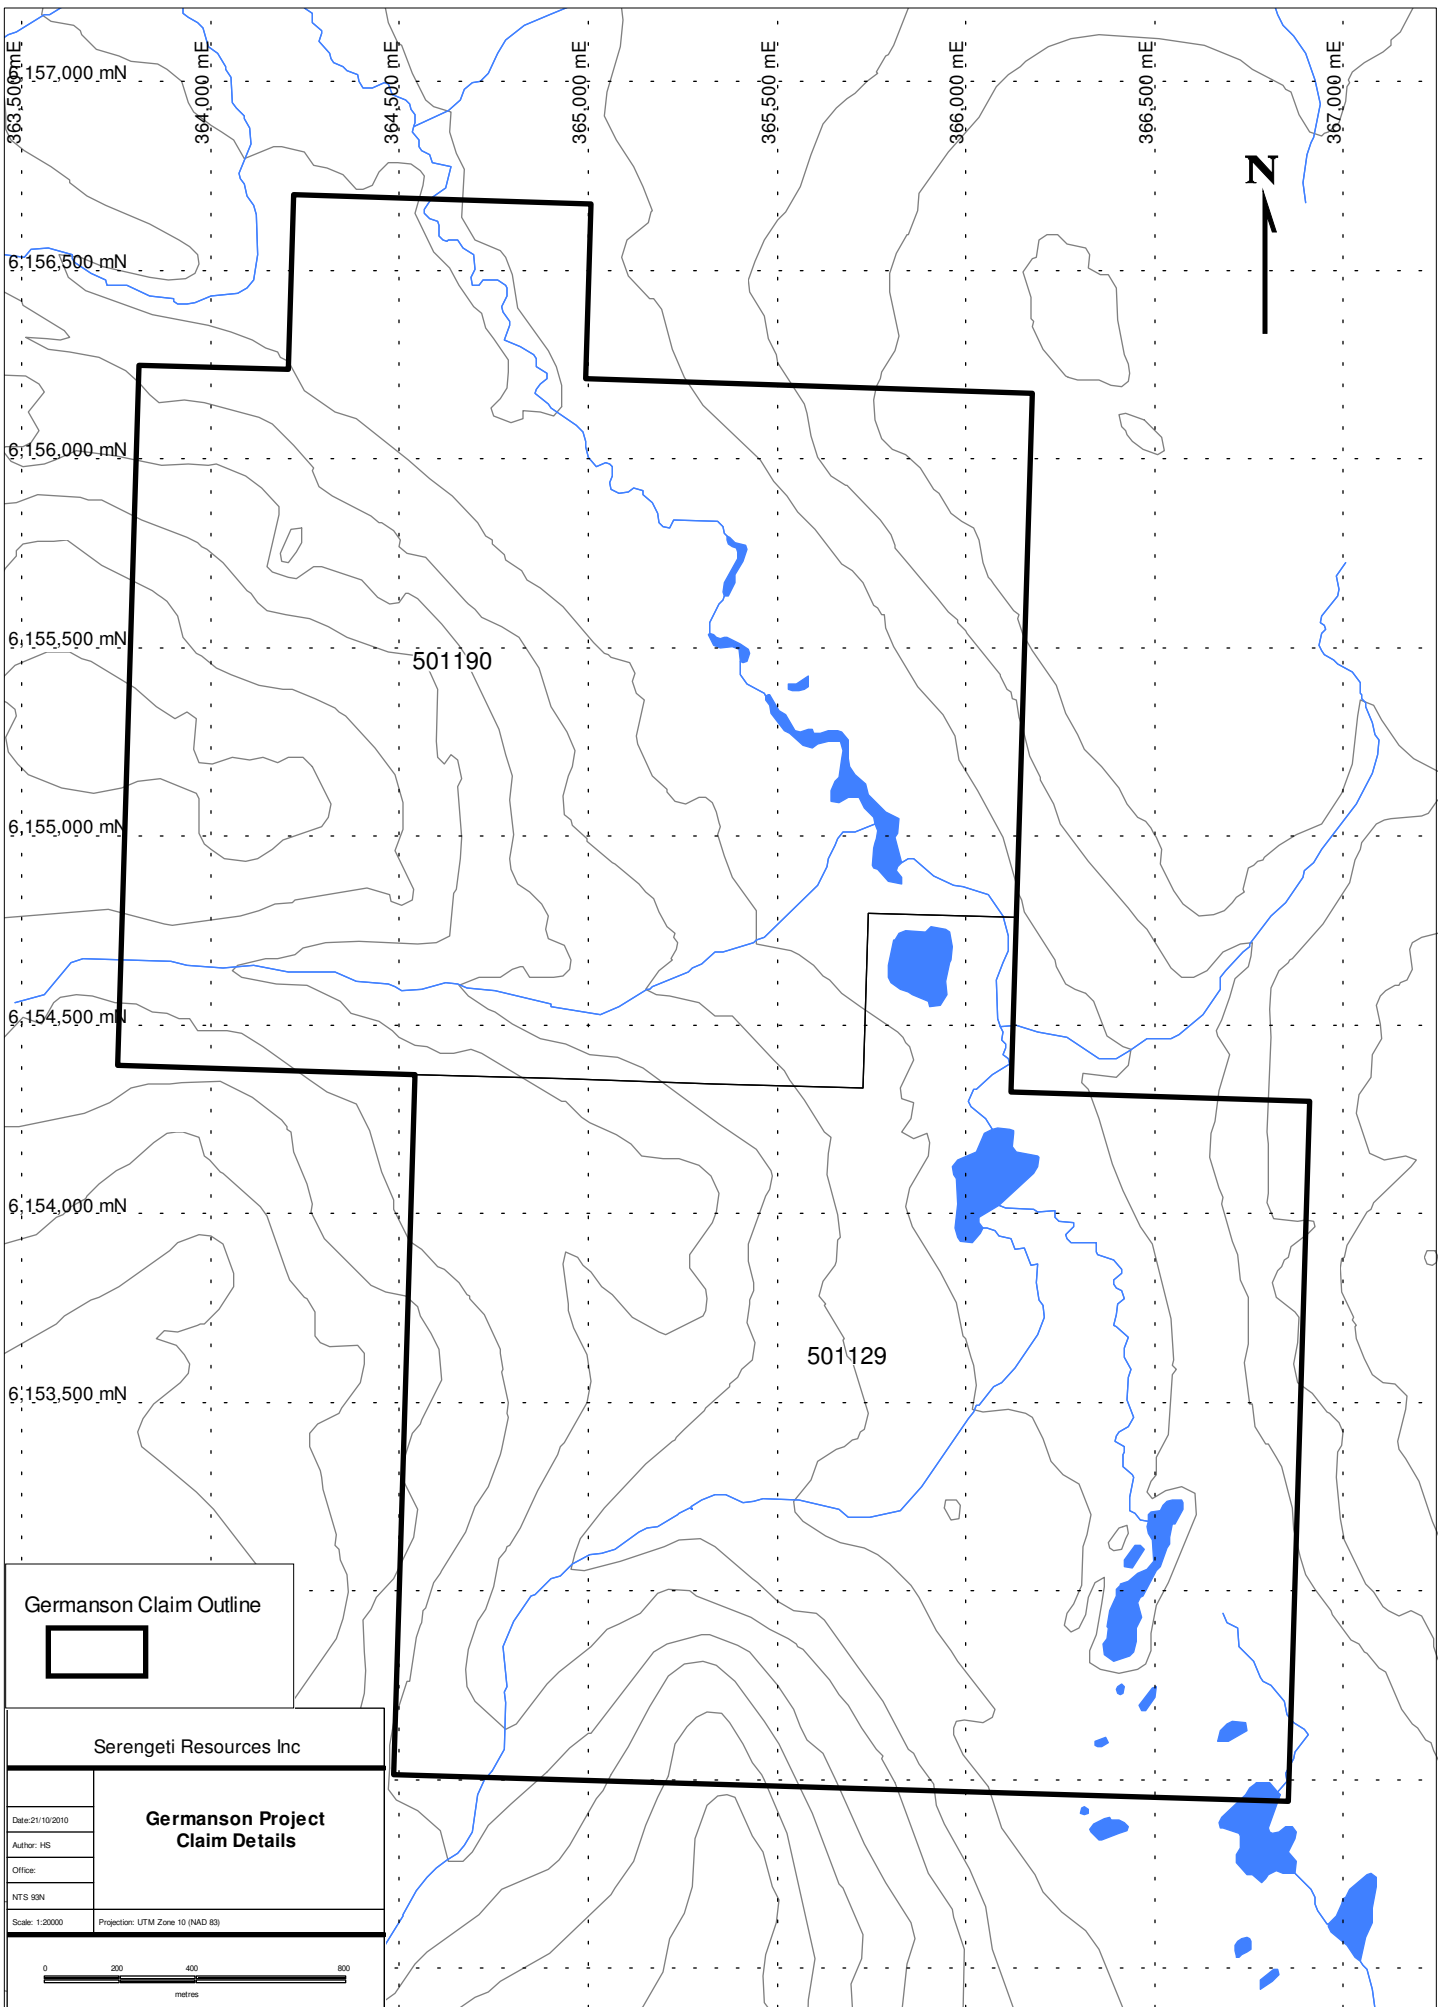 363,500 mE
364,000 mE
364,500 mE
365,000 mE
365,500 mE
366,000 mE
366,500 mE
367,000 mE
6,157,000 mN
N
6,156,500 mN
6,156,000 mN
6,155,500 mN
501190
6,155,000 mN
6,154,500 mN
6,154,000 mN
501129
6,153,500 mN
Germanson Claim Outline
Serengeti Resources Inc
Germanson Project
Claim Details
Date:21/10/2010
Author: HS
Office:
NTS 93N
Scale: 1:20000
Projection: UTM Zone 10 (NAD 83)
0 200 400 800
metres